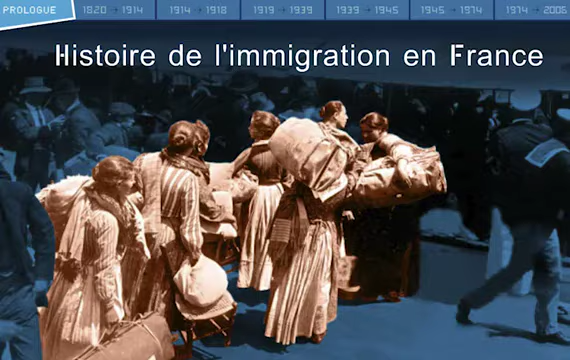 PROLOGUE
1820 → 1914
1914 → 1918
1919 → 1939
1939 → 1945
1945 → 1974
1974 → 2006
Histoire de l'immigration en France